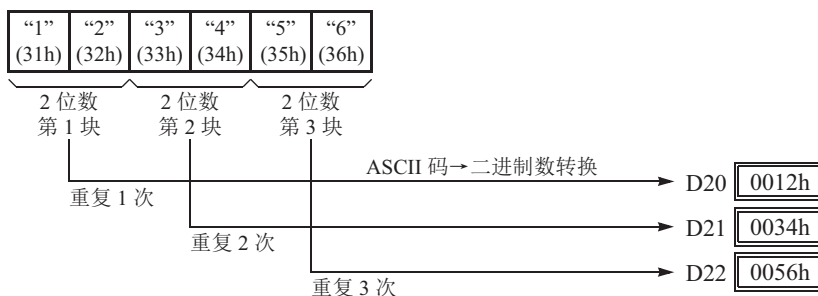 “1” “2” “3” “4” “5” “6”
(31h) (32h) (33h) (34h) (35h) (36h)
2 位数 2 位数 2 位数
第 1 块 第 2 块 第 3 块
ASCII 码→二进制数转换
D20 0012h
重复 1 次
D21 0034h
重复 2 次
D22 0056h
重复 3 次